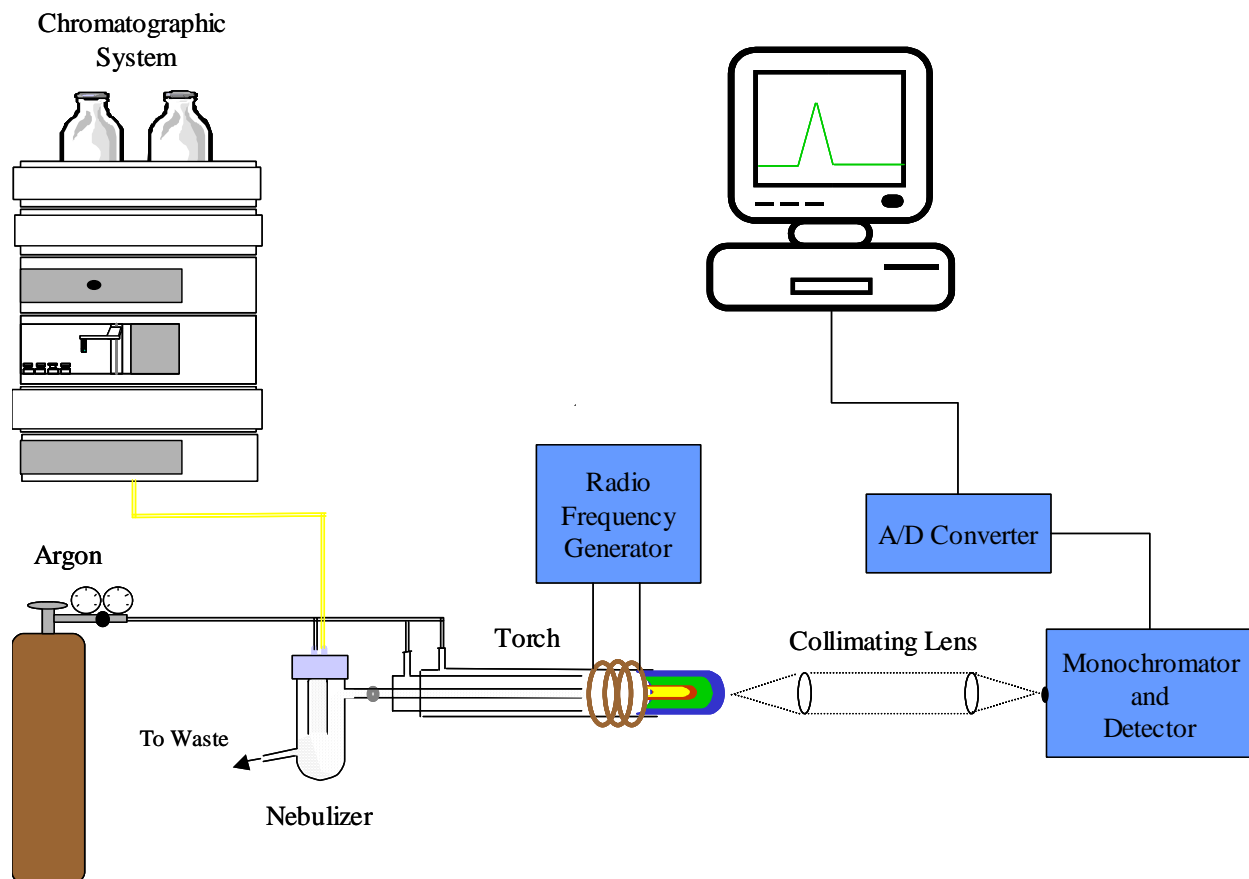 Chromatographic
System
Radio
Frequency
Generator
A/D Converter
Argon
Torch
Collimating Lens
Monochromator
and
Detector
To Waste
Nebulizer